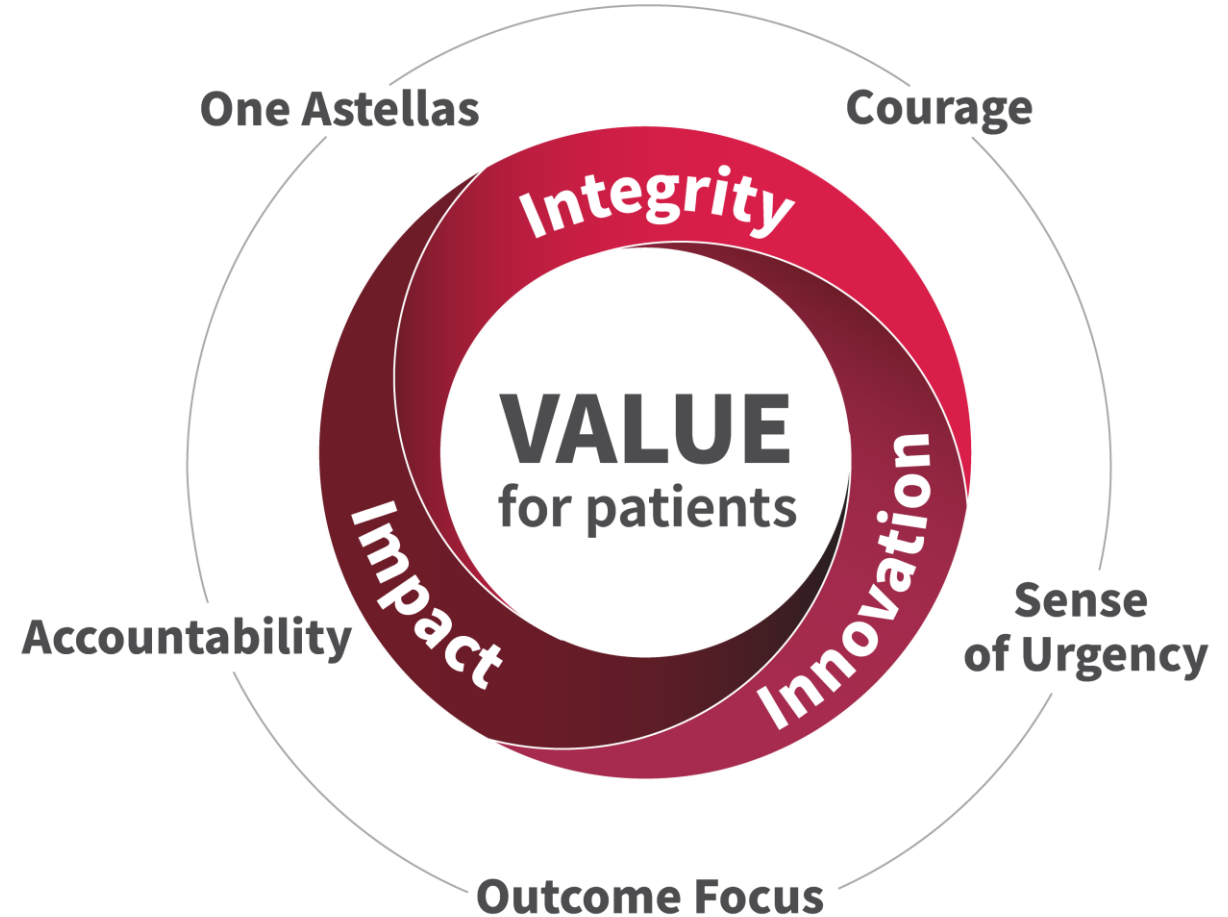 One Astellas
Courage
Integrity
VALUE
for patients
Impact
Innovation
Accountability
Sense
of Urgency
Outcome Focus